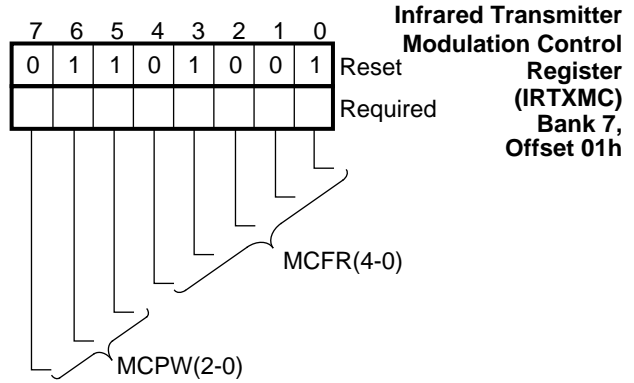 Infrared Transmitter
Modulation Control
Register
(IRTXMC)
Bank 7,
Offset 01h
7 6 5 4 3 2 1 0
0 1 1 0 1 0 0 1 Reset
Required
MCFR(4-0)
MCPW(2-0)